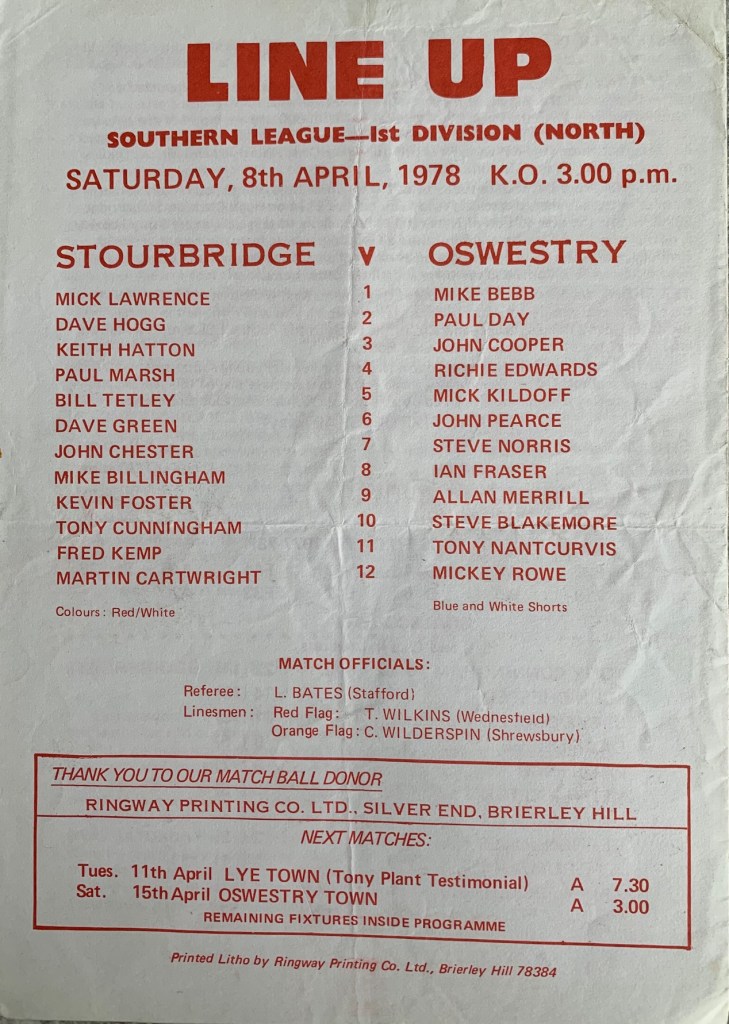 LINE UP
SOUTHERN LEAGUE—1st DIVISION (NORTH)
SATURDAY, 8th APRIL, 1978 K.O. 3.00 p.m.
STOURBRIDGE v OSWESTRY
MICK LAWRENCE 1 MIKE BEBB
DAVE HOGG 2 PAUL DAY
KEITH HATTON 3 JOHN COOPER
PAUL MARSH 4 RICHIE EDWARDS
BILL TETLEY 5 MICK KILDOFF
DAVE GREEN 6 JOHN PEARCE
JOHN CHESTER 7 STEVE NORRIS
MIKE BILLINGHAM 8 IAN FRASER
KEVIN FOSTER 9 ALLAN MERRILL
TONY CUNNINGHAM 10 STEVE BLAKEMORE
FRED KEMP 11 TONY NANTCURVIS
MARTIN CARTWRIGHT 12 MICKEY ROWE
Colours: Red/White Blue and White Shorts
MATCH OFFICIALS:
Referee: L. BATES (Stafford)
Linesmen: Red Flag: T. WILKINS (Wednesfield)
Orange Flag: C. WILDERSPIN (Shrewsbury)
THANK YOU TO OUR MATCH BALL DONOR
RINGWAY PRINTING CO. LTD., SILVER END, BRIERLEY HILL
NEXT MATCHES:
Tues. 11th April LYE TOWN (Tony Plant Testimonial) A 7.30
Sat. 15th April OSWESTRY TOWN A 3.00
REMAINING FIXTURES INSIDE PROGRAMME
Printed Litho by Ringway Printing Co. Ltd., Brierley Hill 78384